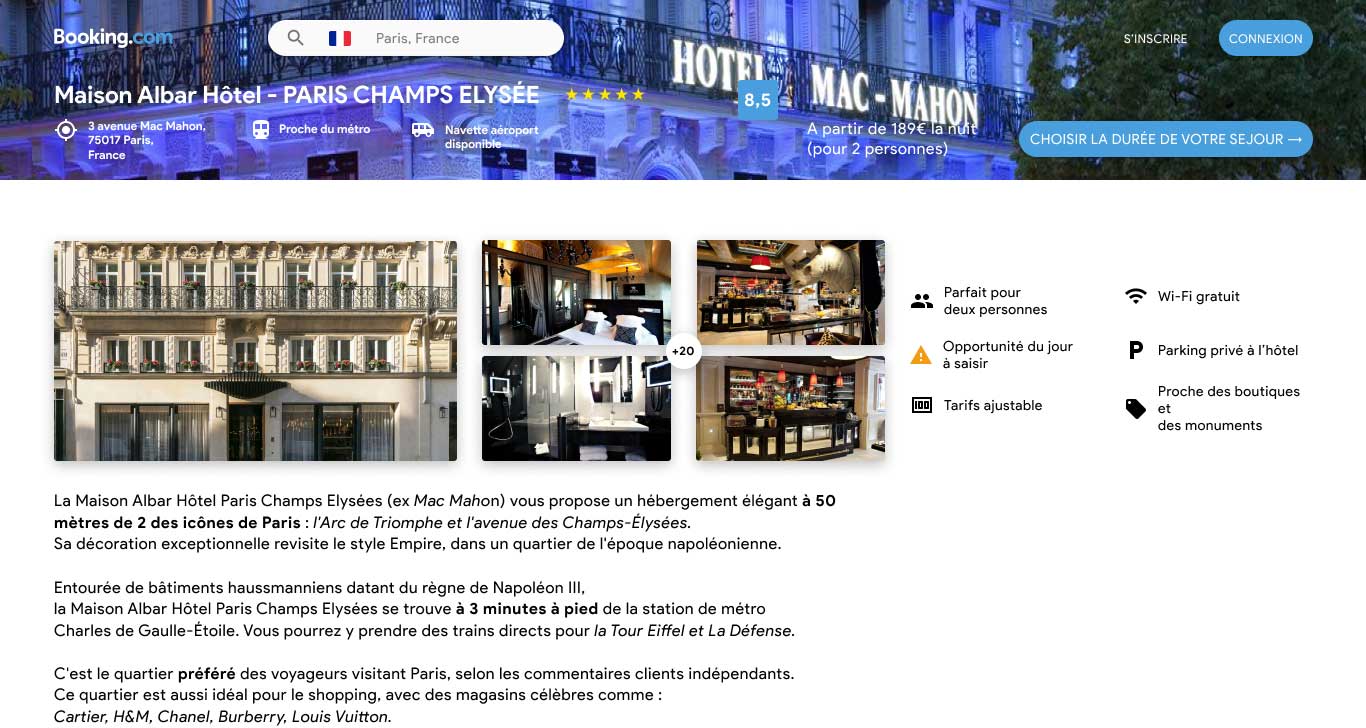 Booking.com
Paris, France
S'INSCRIRE
CONNEXION
HOTEL MAC - MAHON
Maison Albar Hôtel - PARIS CHAMPS ELYSÉE
8,5
3 avenue Mac Mahon,
75017 Paris,
France
Proche du métro
Navette aéroport
disponible
A partir de 189€ la nuit
(pour 2 personnes)
CHOISIR LA DURÉE DE VOTRE SEJOUR →
+20
Parfait pour
deux personnes
Wi-Fi gratuit
Opportunité du jour
à saisir
Parking privé à l'hôtel
Tarifs ajustable
Proche des boutiques
et
des monuments
La Maison Albar Hôtel Paris Champs Elysées (ex Mac Mahon) vous propose un hébergement élégant à 50
mètres de 2 des icônes de Paris : l'Arc de Triomphe et l'avenue des Champs-Élysées.
Sa décoration exceptionnelle revisite le style Empire, dans un quartier de l'époque napoléonienne.
Entourée de bâtiments haussmanniens datant du règne de Napoléon III,
la Maison Albar Hôtel Paris Champs Elysées se trouve à 3 minutes à pied de la station de métro
Charles de Gaulle-Étoile. Vous pourrez y prendre des trains directs pour la Tour Eiffel et La Défense.
C'est le quartier préféré des voyageurs visitant Paris, selon les commentaires clients indépendants.
Ce quartier est aussi idéal pour le shopping, avec des magasins célèbres comme :
Cartier, H&M, Chanel, Burberry, Louis Vuitton.